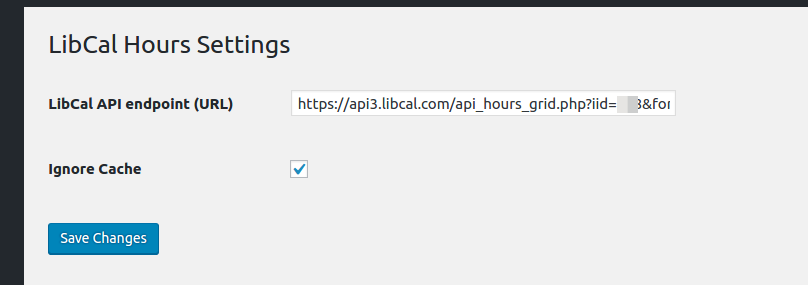 LibCal Hours Settings
LibCal API endpoint (URL)
https://api3.libcal.com/api_hours_grid.php?iid=3&for
Ignore Cache
Save Changes